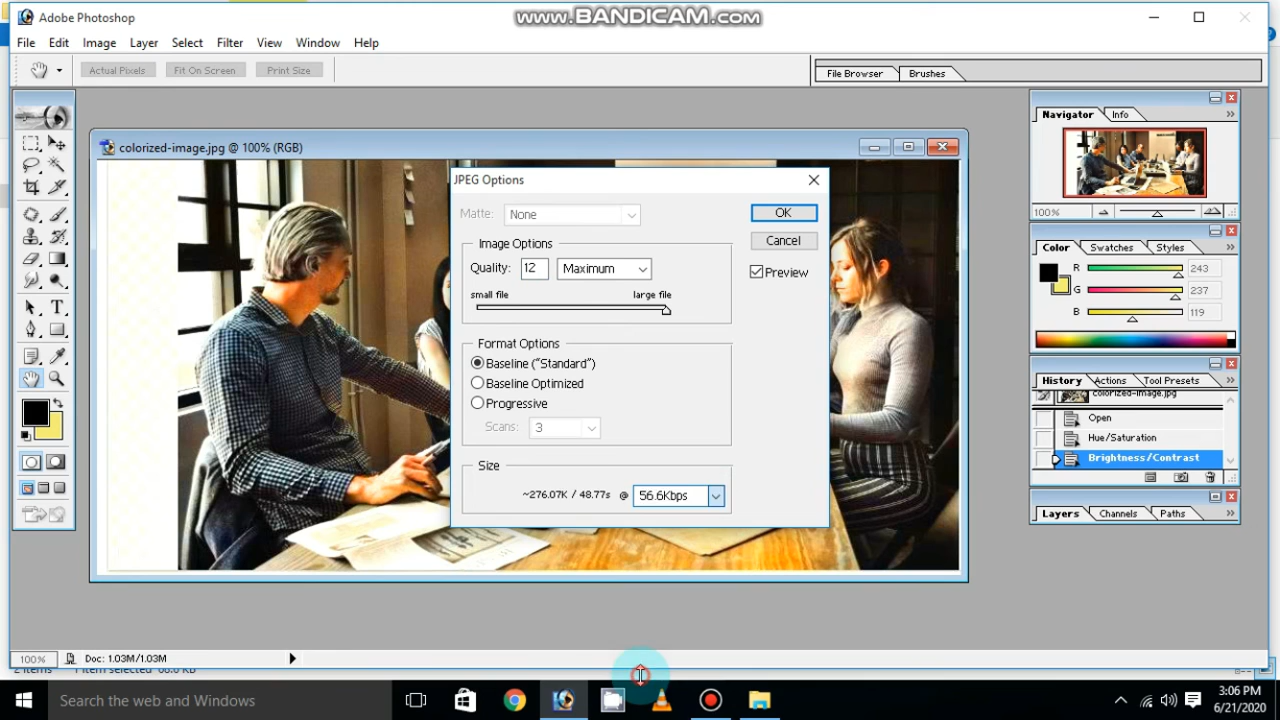 Adobe Photoshop
www.BANDICAM.com
File Edit Image Layer Select Filter View Window Help
Actual Pixels Fit On Screen Print Size
File Browser Brushes
colorized-image.jpg @ 100% (RGB)
JPEG Options
Matte: None
OK
Image Options
Cancel
Quality: 12 Maximum
Preview
small file large file
Format Options
Baseline ("Standard")
Baseline Optimized
Progressive
Scans: 3
Size
~276.07K / 48.77s @ 56.6Kbps
Navigator Info
100%
Color Swatches Styles
R 243
G 237
B 119
History Actions Tool Presets
colorized-image.jpg
Open
Hue/Saturation
Brightness/Contrast
Layers Channels Paths
100% Doc: 1.03M/1.03M
Search the web and Windows
3:06 PM
6/21/2020